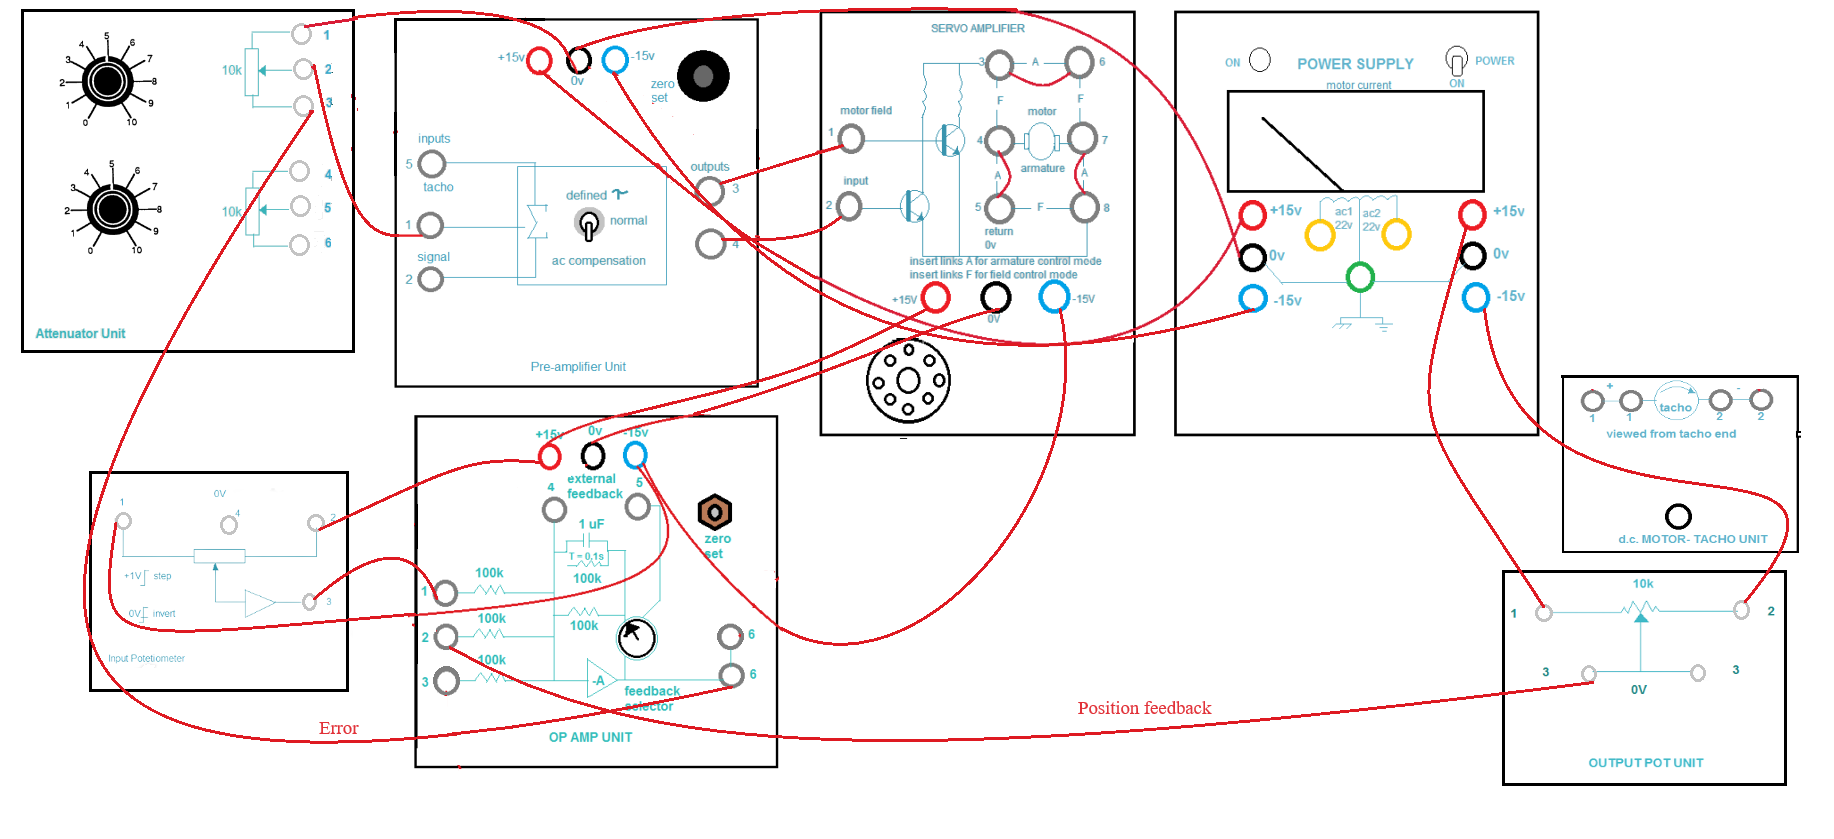 5
4 6
3 7
2 8
1 9
0 10
10k
1
2
3
5
4 6
3 7
2 8
1 9
0 10
10k
4
5
6
Attenuator Unit
+15v
0v
-15v
zero
set
inputs
5
tacho
1
signal
2
defined
normal
ac compensation
outputs
3
4
Pre-amplifier Unit
SERVO AMPLIFIER
3 A 6
F F
motor field
1
motor
4 7
armature
A A
input
2
5 F 8
return
0v
insert links A for armature control mode
insert links F for field control mode
+15V
0V
-15V
ON
POWER SUPPLY
POWER
ON
motor current
+15v
0v
-15v
ac1 ac2
22v 22v
+15v
0v
-15v
+ -
tacho
1 1 2 2
viewed from tacho end
d.c. MOTOR- TACHO UNIT
0V
1 4 2
+1V step
0V invert
3
Input Potetiometer
+15v 0v -15v
external
feedback
4 5
1 uF
T = 0.1s
100k
100k
zero
set
1 100k
2 100k
3 100k
-A
6
6
feedback
selector
OP AMP UNIT
Error
Position feedback
10k
1 2
3 3
0V
OUTPUT POT UNIT